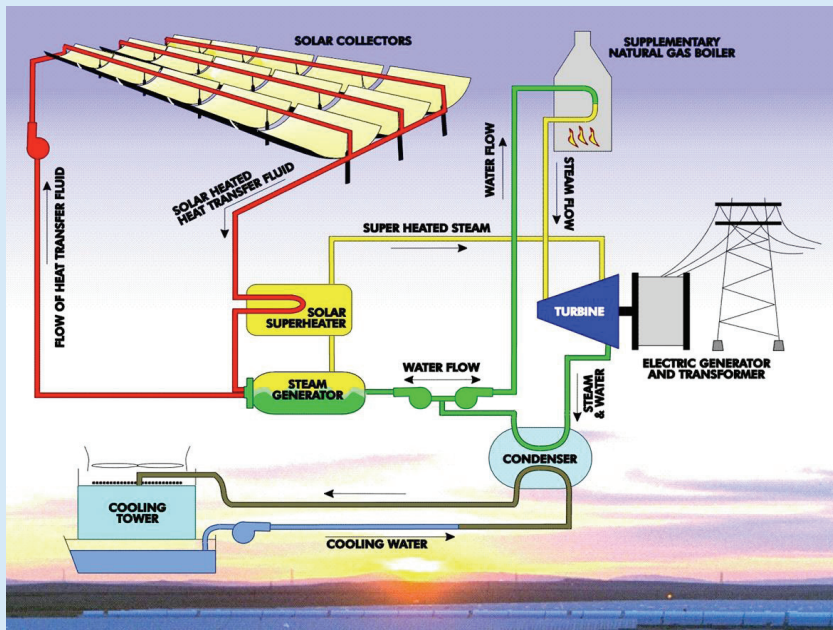 SOLAR COLLECTORS
SUPPLEMENTARY
NATURAL GAS BOILER
FLOW OF HEAT TRANSFER FLUID
SOLAR HEATED
HEAT TRANSFER FLUID
WATER FLOW
STEAM FLOW
SUPER HEATED STEAM
SOLAR
SUPERHEATER
TURBINE
ELECTRIC GENERATOR
AND TRANSFORMER
STEAM
GENERATOR
WATER FLOW
STEAM
& WATER
CONDENSER
COOLING
TOWER
COOLING WATER